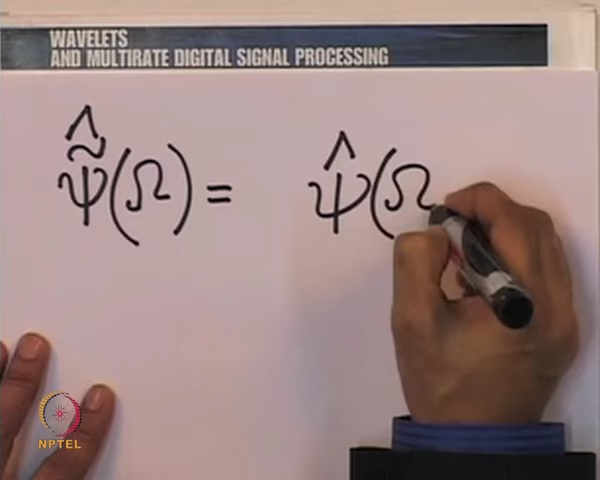 WAVELETS
AND MULTIRATE DIGITAL SIGNAL PROCESSING
ψ̃̂(Ω) = ψ̂(Ω
NPTEL